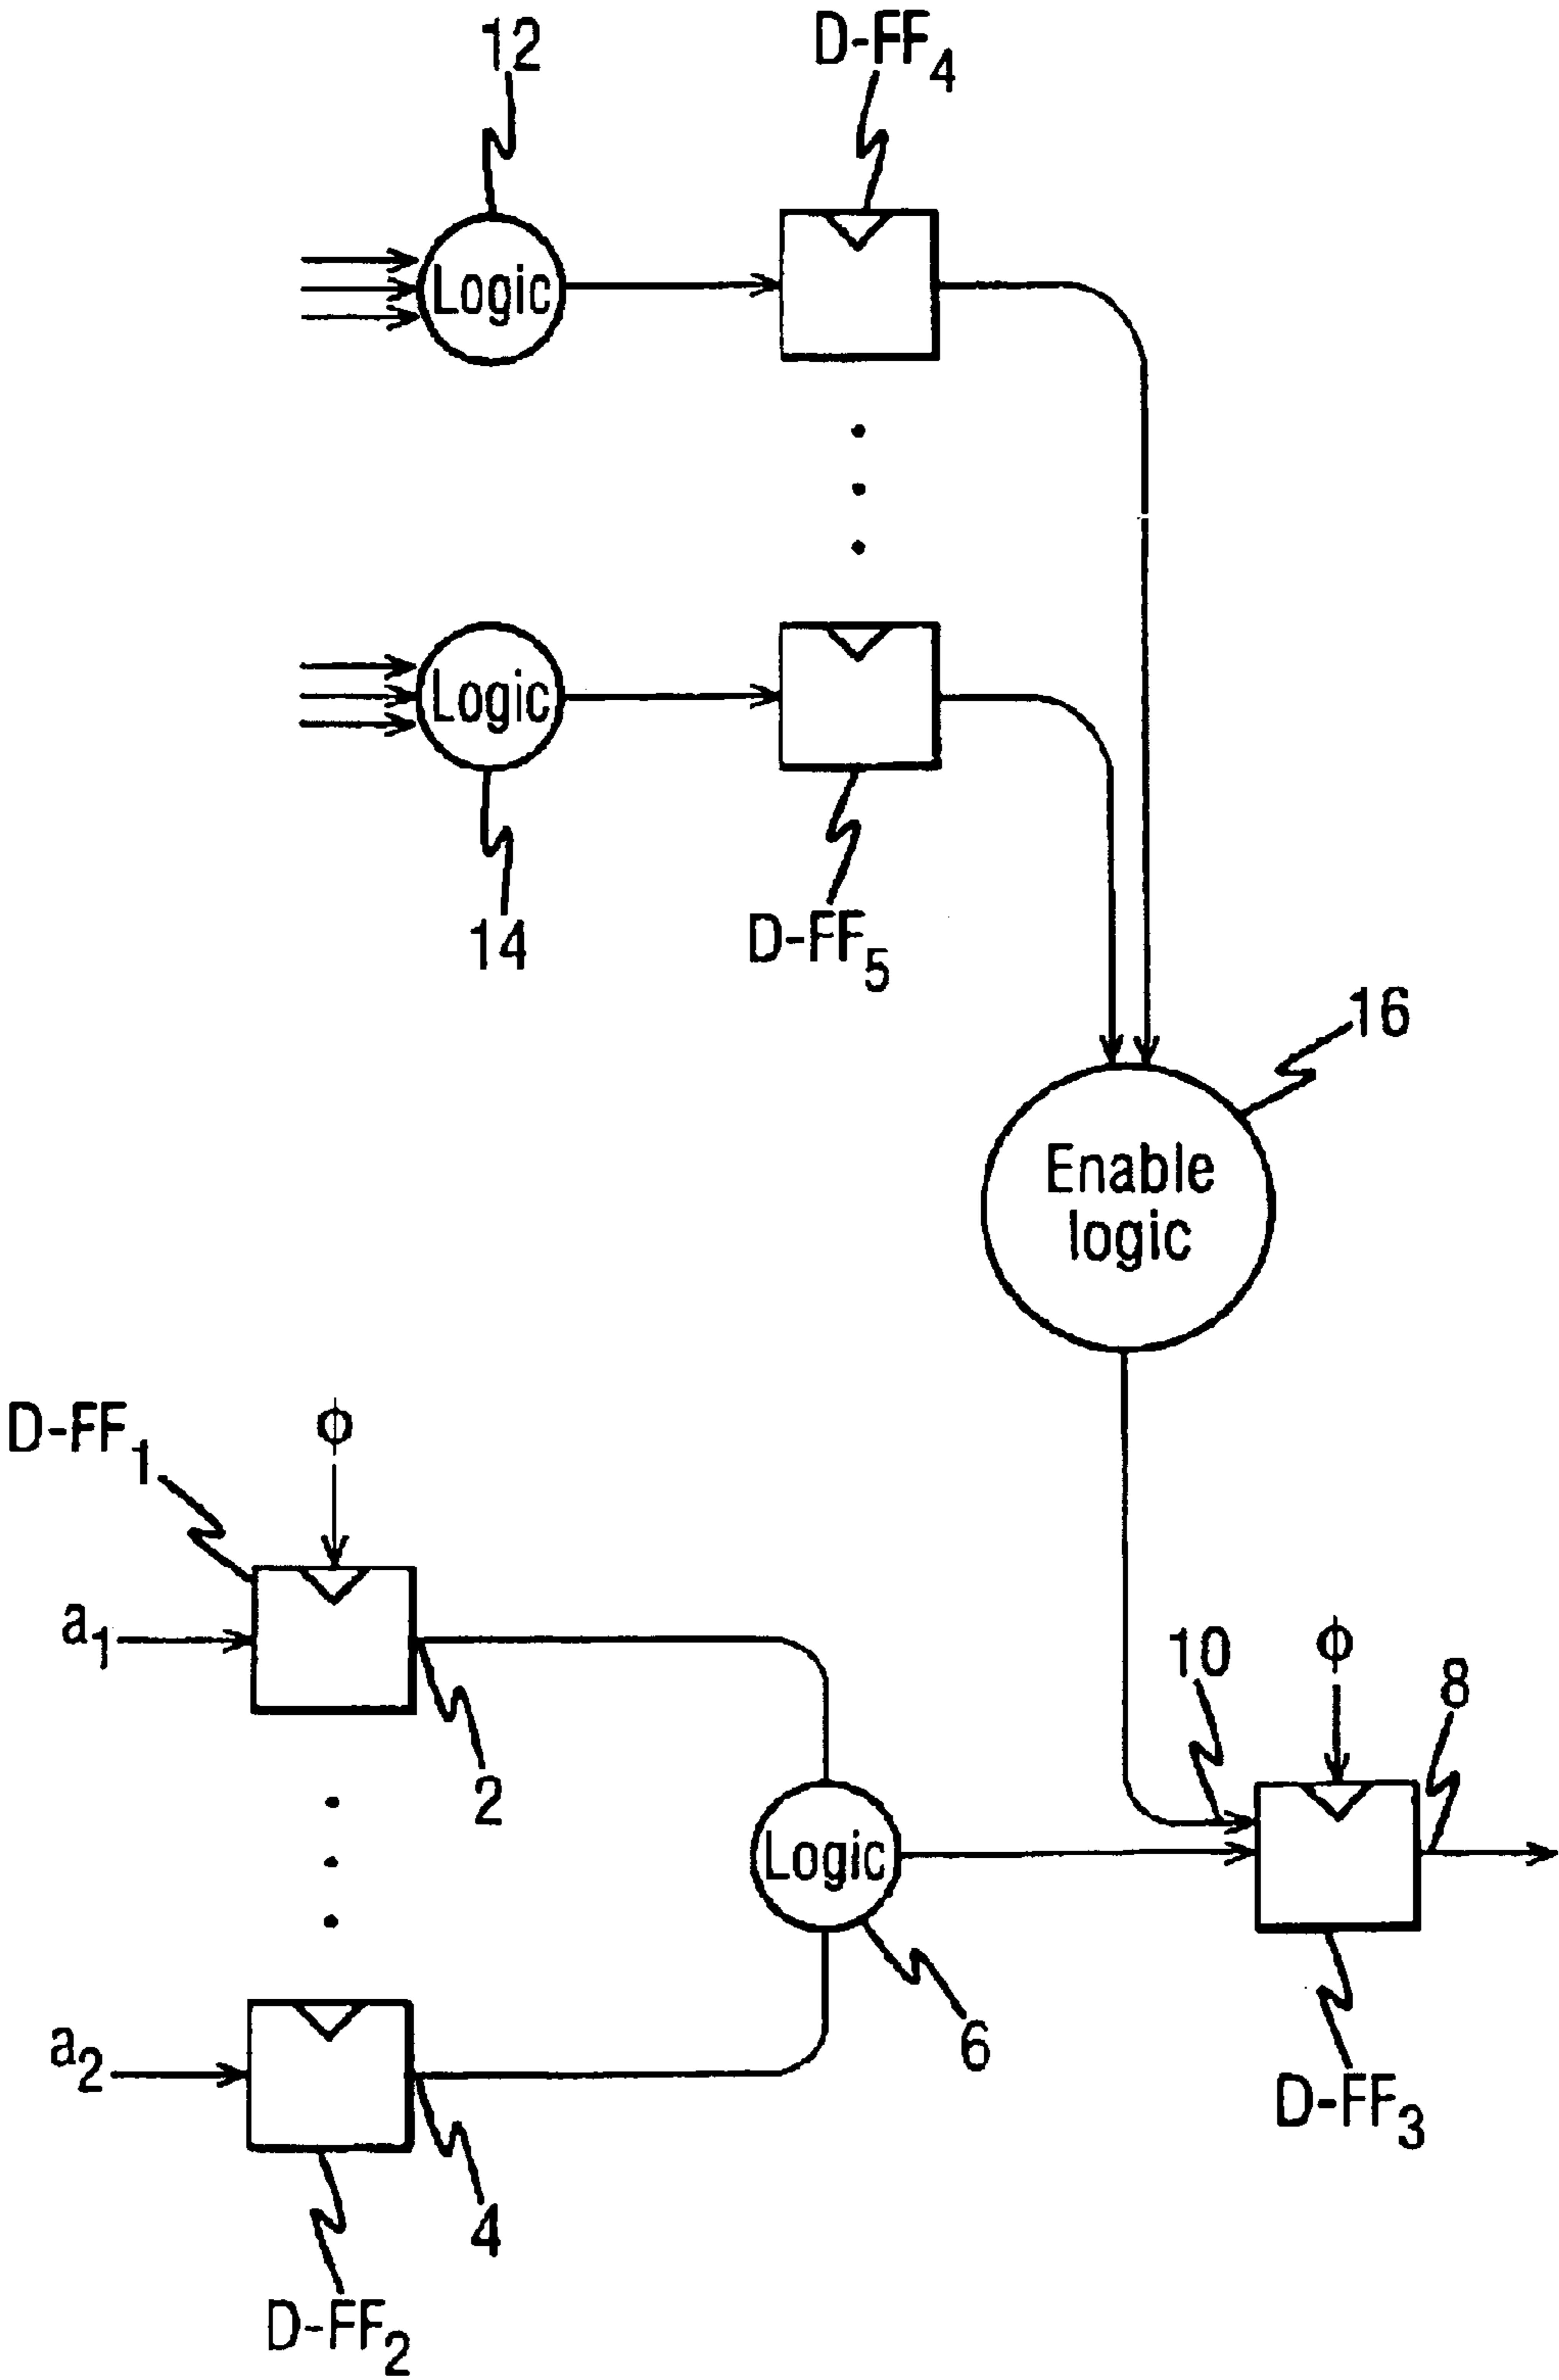 12
D-FF4
Logic
Logic
14
D-FF5
16
Enable
logic
D-FF1
ϕ
a1
2
10
ϕ
8
Logic
6
a2
4
D-FF3
D-FF2